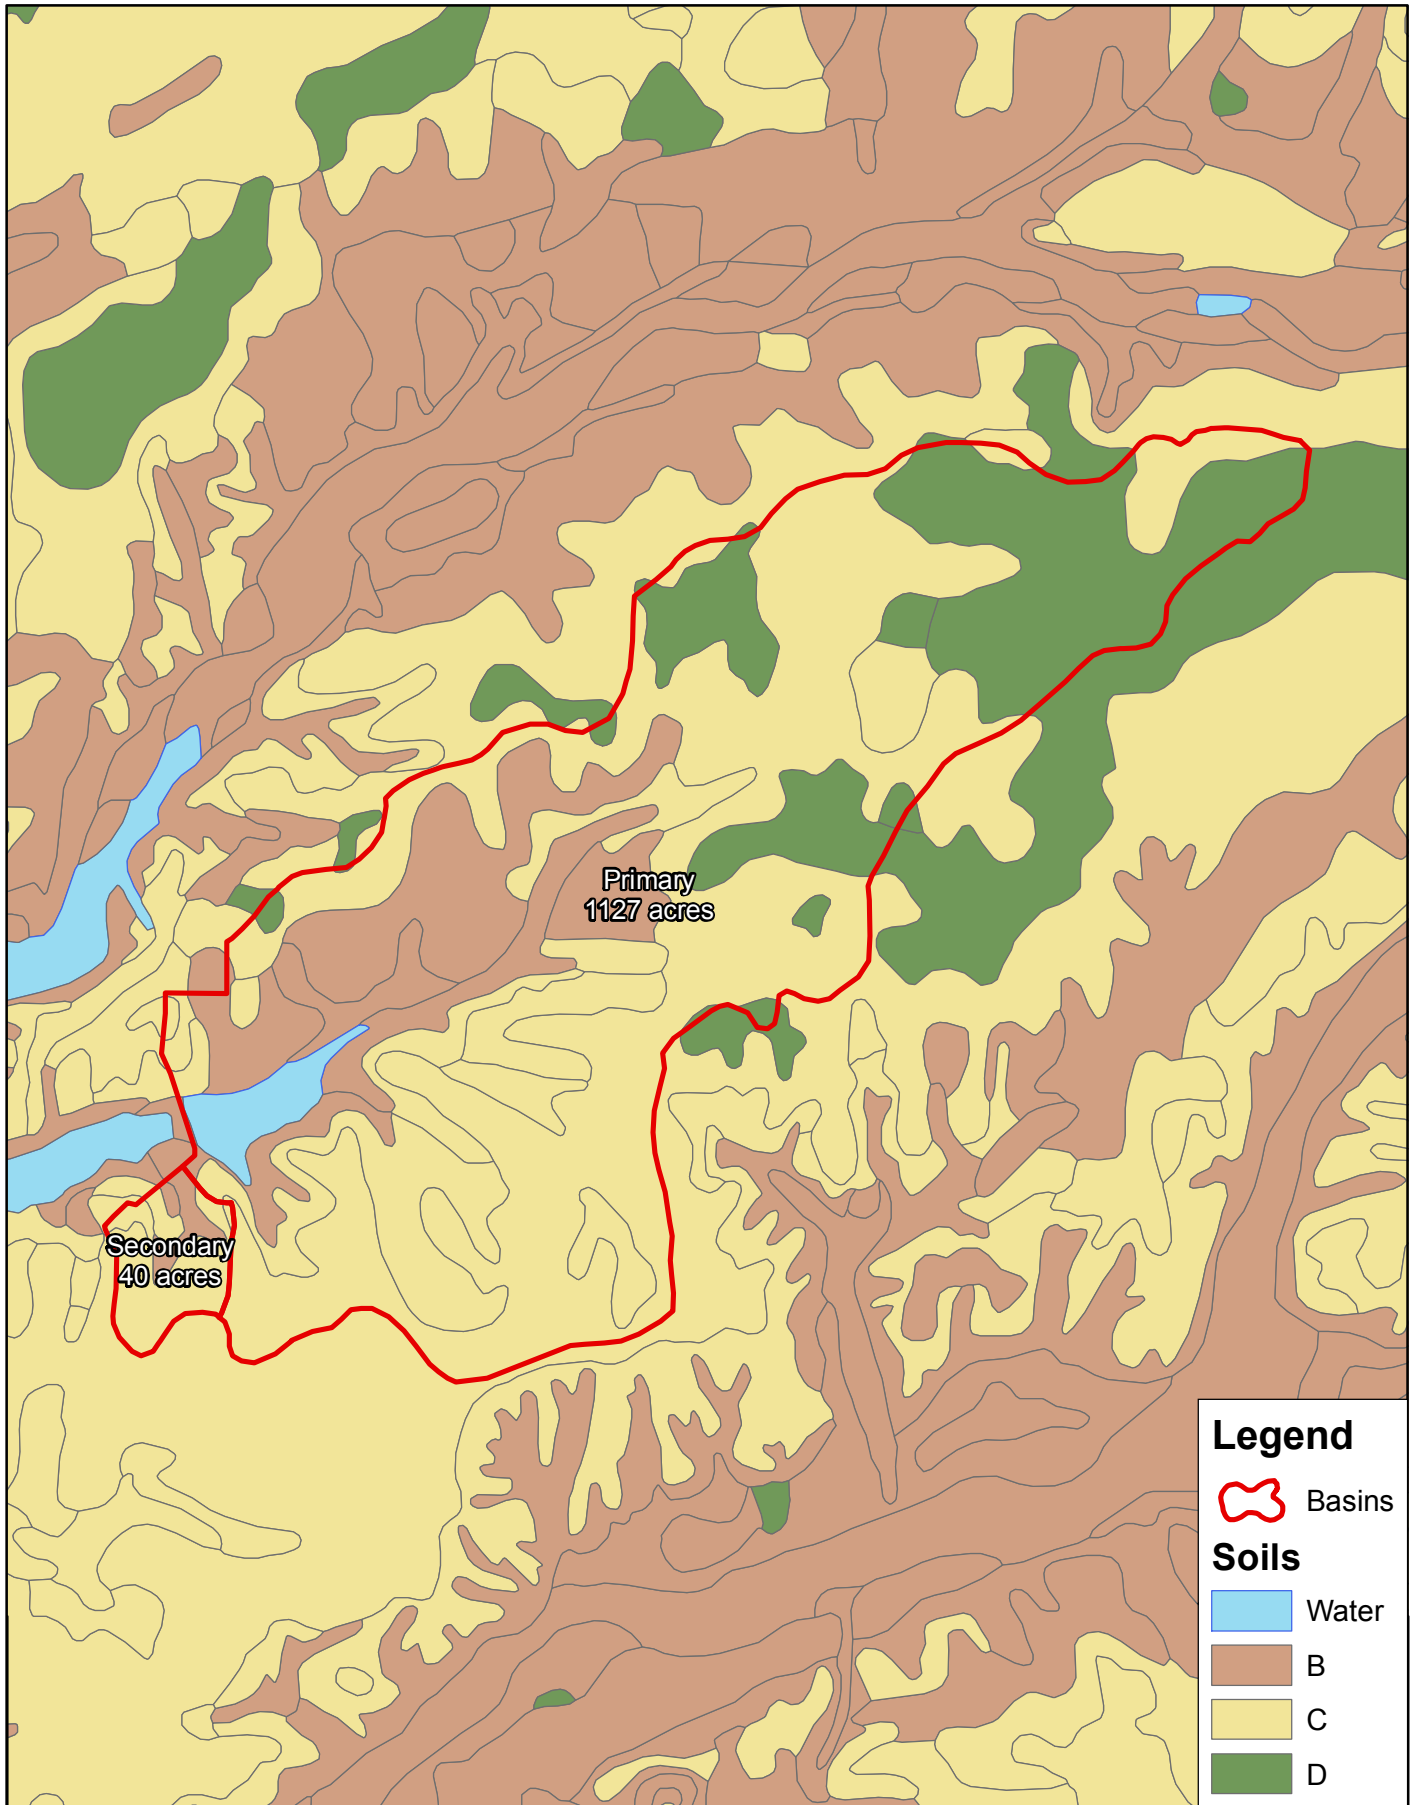 Primary
1127 acres
Secondary
40 acres
Legend
Basins
Soils
Water
B
C
D